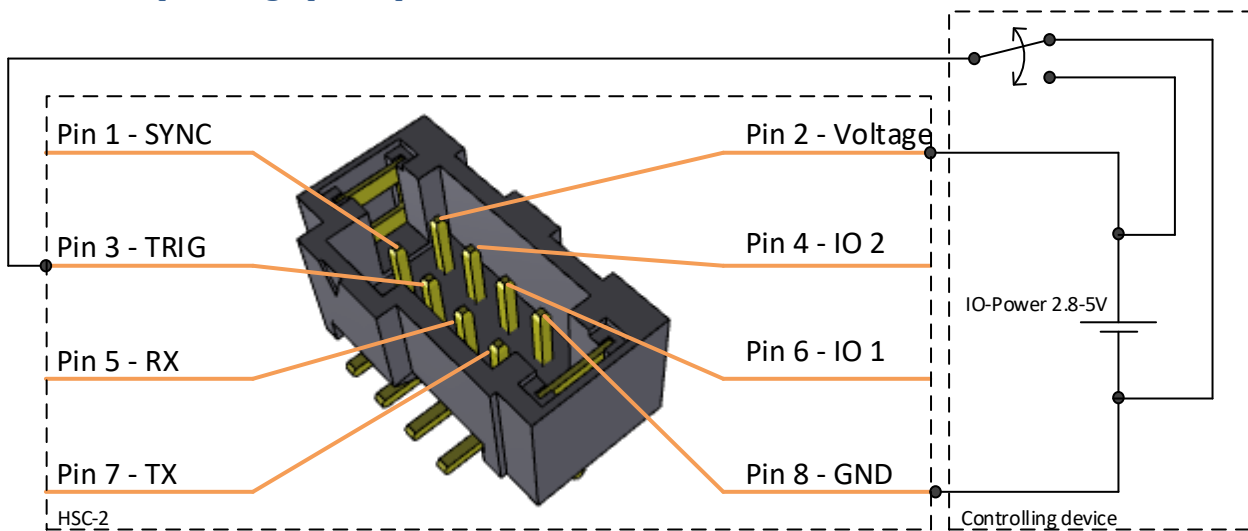 Pin 1 - SYNC
Pin 2 - Voltage
Pin 3 - TRIG
Pin 4 - IO 2
IO-Power 2.8-5V
Pin 5 - RX
Pin 6 - IO 1
Pin 7 - TX
Pin 8 - GND
HSC-2
Controlling device